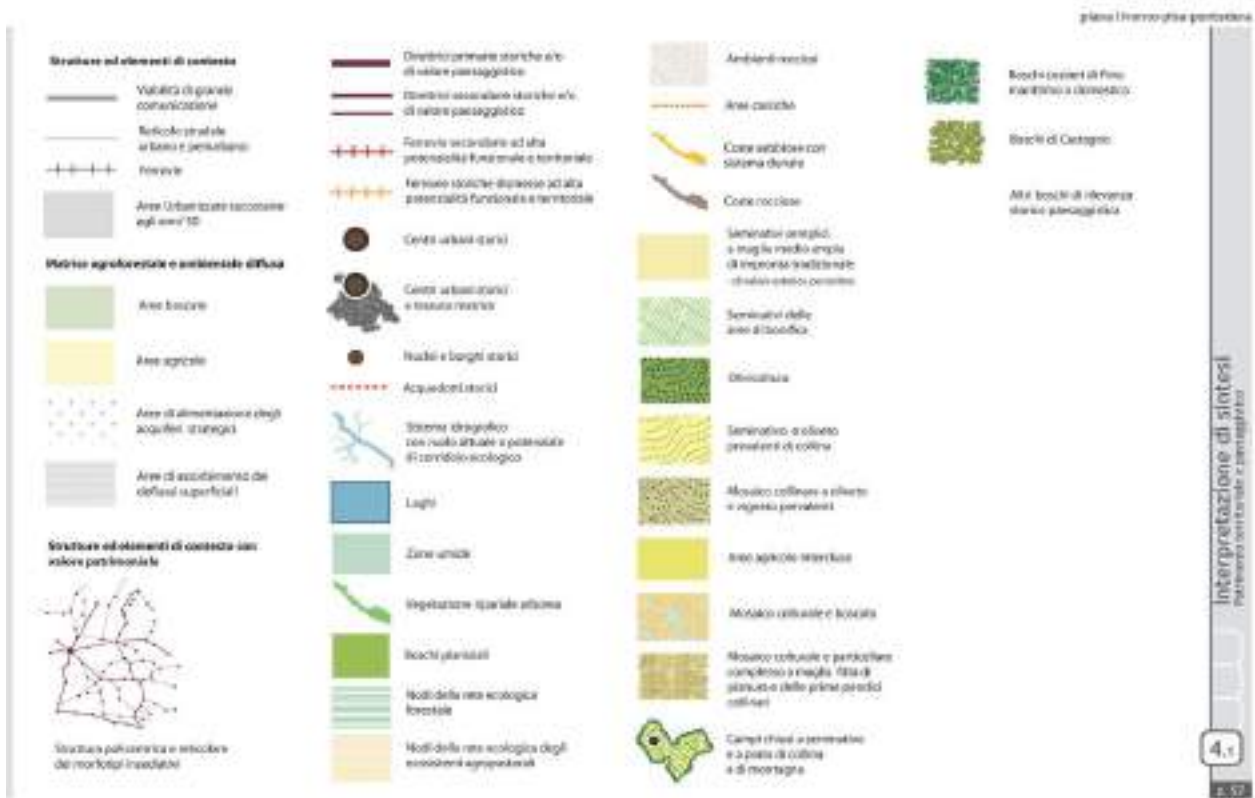 piana livorno-pisa-pontedera
Strutture ed elementi di contesto
Viabilità di grande
comunicazione
Reticolo stradale
urbano e periurbano
Ferrovie
Aree Urbanizzate successive
agli anni '50
Matrice agroforestale e ambientale diffusa
Aree boscate
Aree agricole
Aree di alimentazione degli
acquiferi strategici
Aree di assorbimento dei
deflussi superficiali
Strutture ed elementi di contesto con
valore patrimoniale
Struttura policentrica e reticolare
dei morfotipi insediativi
Direttrici primarie storiche e/o
di valore paesaggistico
Direttrici secondarie storiche e/o
di valore paesaggistico
Ferrovie secondarie ad alta
potenzialità funzionale e territoriale
Ferrovie storiche dismesse ad alta
potenzialità funzionale e territoriale
Centri urbani storici
Centri urbani storici
e tessuto
Nuclei e borghi storici
Acquedotti storici
Sistema idrografico
con ruolo attuale o potenziale
di corridoio ecologico
Laghi
Zone umide
Vegetazione ripariale arborea
Boschi planiziali
Nodi della rete ecologica
forestale
Nodi della rete ecologica degli
ecosistemi agropastorali
Ambienti rocciosi
Aree carsiche
Coste sabbiose con
sistema dunale
Coste rocciose
Seminativi semplici
a maglia medio ampia
di impronta tradizionale
Seminativi delle
aree di bonifica
Olivicoltura
Seminativo e oliveto
prevalenti di collina
Mosaico collinare a oliveto
e vigneto prevalenti
Aree agricole intercluse
Mosaico colturale e boscato
Mosaico colturale e particellare
complesso a maglia fitta di
pianura e delle prime pendici
collinari
Campi chiusi a seminativo
e a prato di collina
e di montagna
Boschi costieri di Pino
marittimo o domestico
Boschi di Castagno
Altri boschi di rilevanza
storico paesaggistica
Interpretazione di sintesi
Patrimonio territoriale e paesaggistico
4.1
p. 57